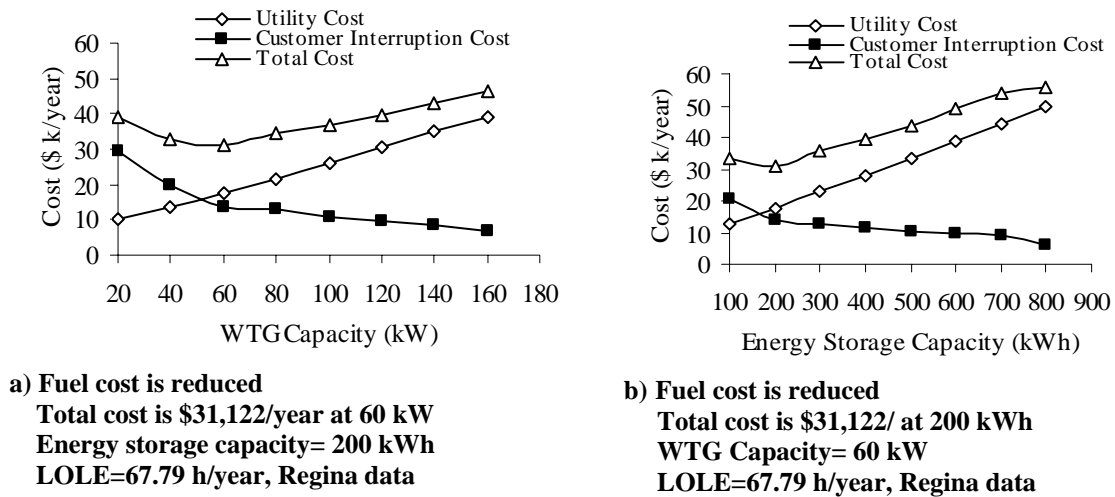 Utility Cost
Customer Interruption Cost
Total Cost
60
50
40
30
20
10
0
Cost ($ k/year)
20 40 60 80 100 120 140 160 180
WTG Capacity (kW)
a) Fuel cost is reduced
Total cost is $31,122/year at 60 kW
Energy storage capacity= 200 kWh
LOLE=67.79 h/year, Regina data
Utility Cost
Customer Interruption Cost
Total Cost
60
50
40
30
20
10
0
Cost ($ k/year)
100 200 300 400 500 600 700 800 900
Energy Storage Capacity (kWh)
b) Fuel cost is reduced
Total cost is $31,122/ at 200 kWh
WTG Capacity= 60 kW
LOLE=67.79 h/year, Regina data